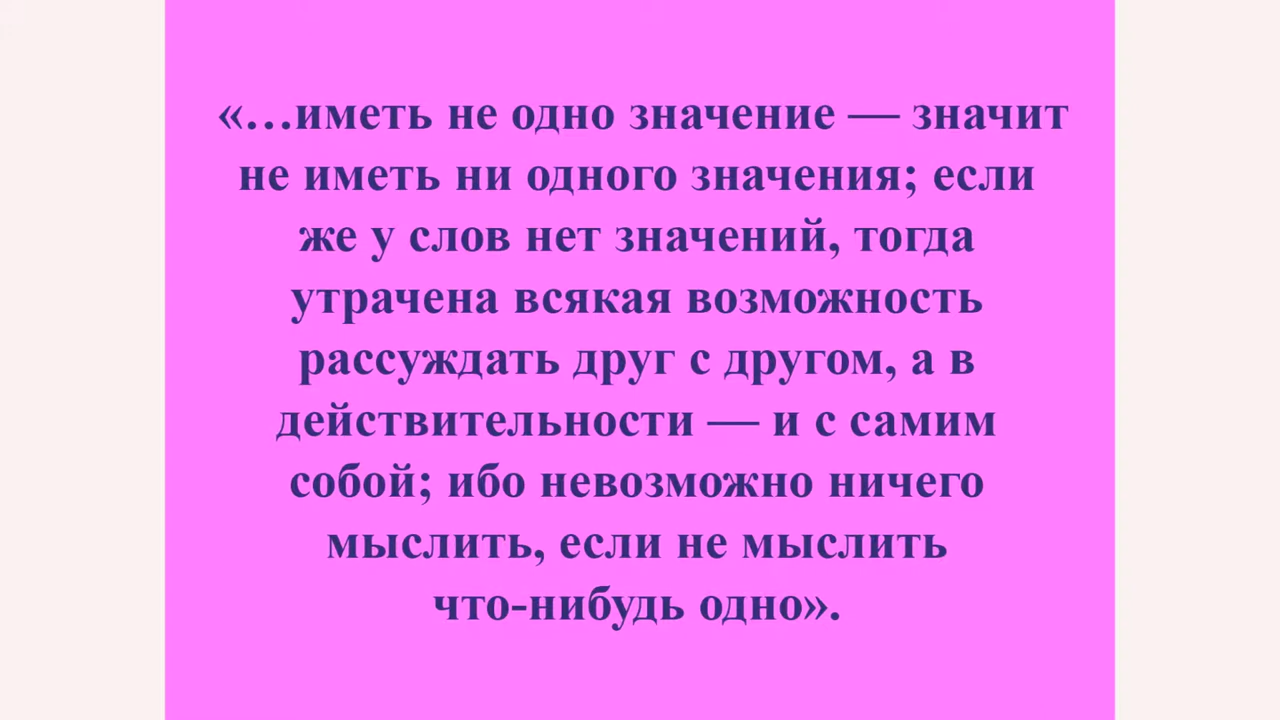 «…иметь не одно значение — значит
не иметь ни одного значения; если
же у слов нет значений, тогда
утрачена всякая возможность
рассуждать друг с другом, а в
действительности — и с самим
собой; ибо невозможно ничего
мыслить, если не мыслить
что-нибудь одно».